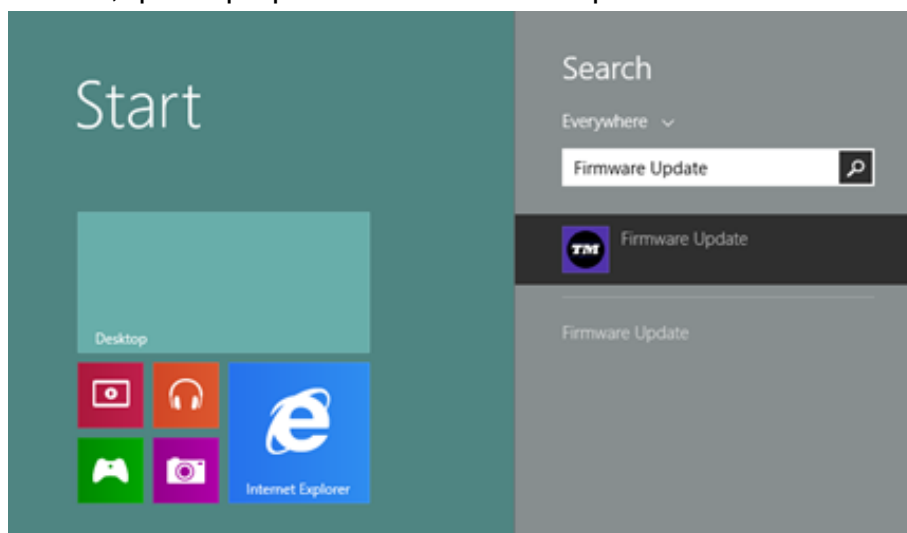 Start
Desktop
Internet Explorer
Search
Everywhere
Firmware Update
TM
Firmware Update
Firmware Update